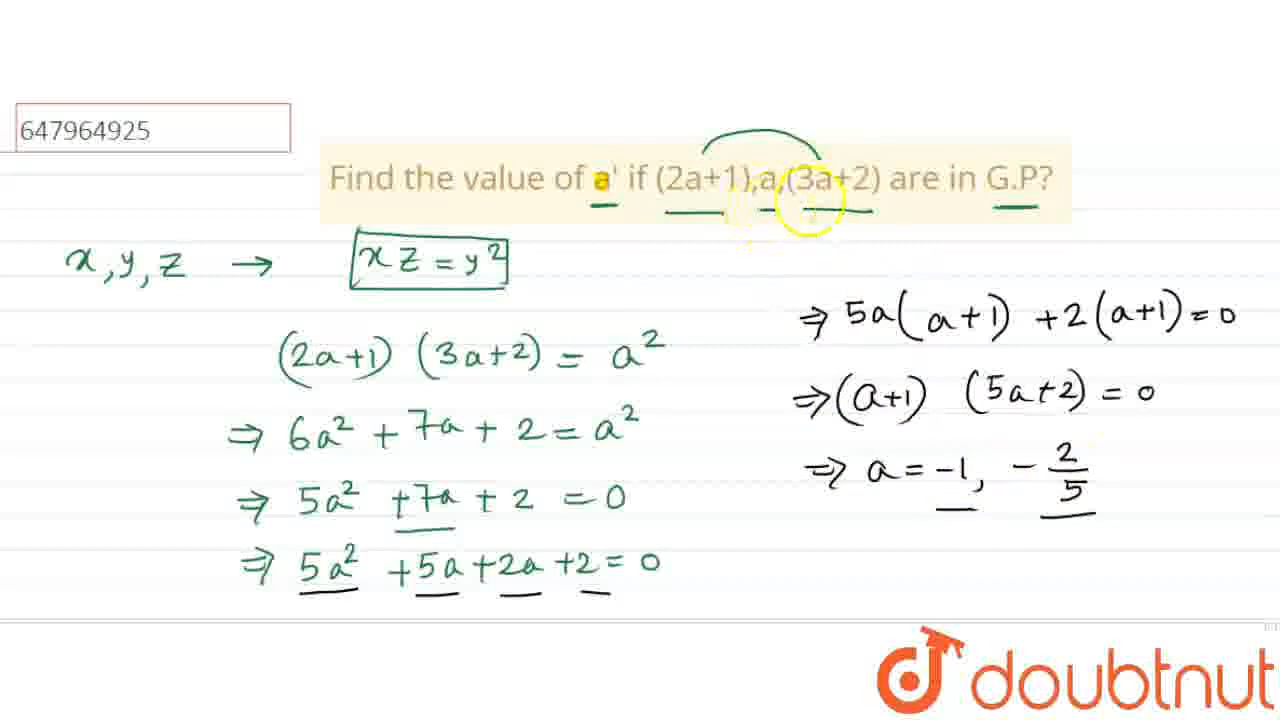 647964925
Find the value of a' if (2a+1),a,(3a+2) are in G.P?
x, y, z → xz = y²
(2a+1) (3a+2) = a²
⇒ 6a² + 7a + 2 = a²
⇒ 5a² + 7a + 2 = 0
⇒ 5a² + 5a + 2a + 2 = 0
⇒ 5a(a+1) + 2(a+1) = 0
⇒ (a+1) (5a+2) = 0
⇒ a = -1, -2/5
doubtnut